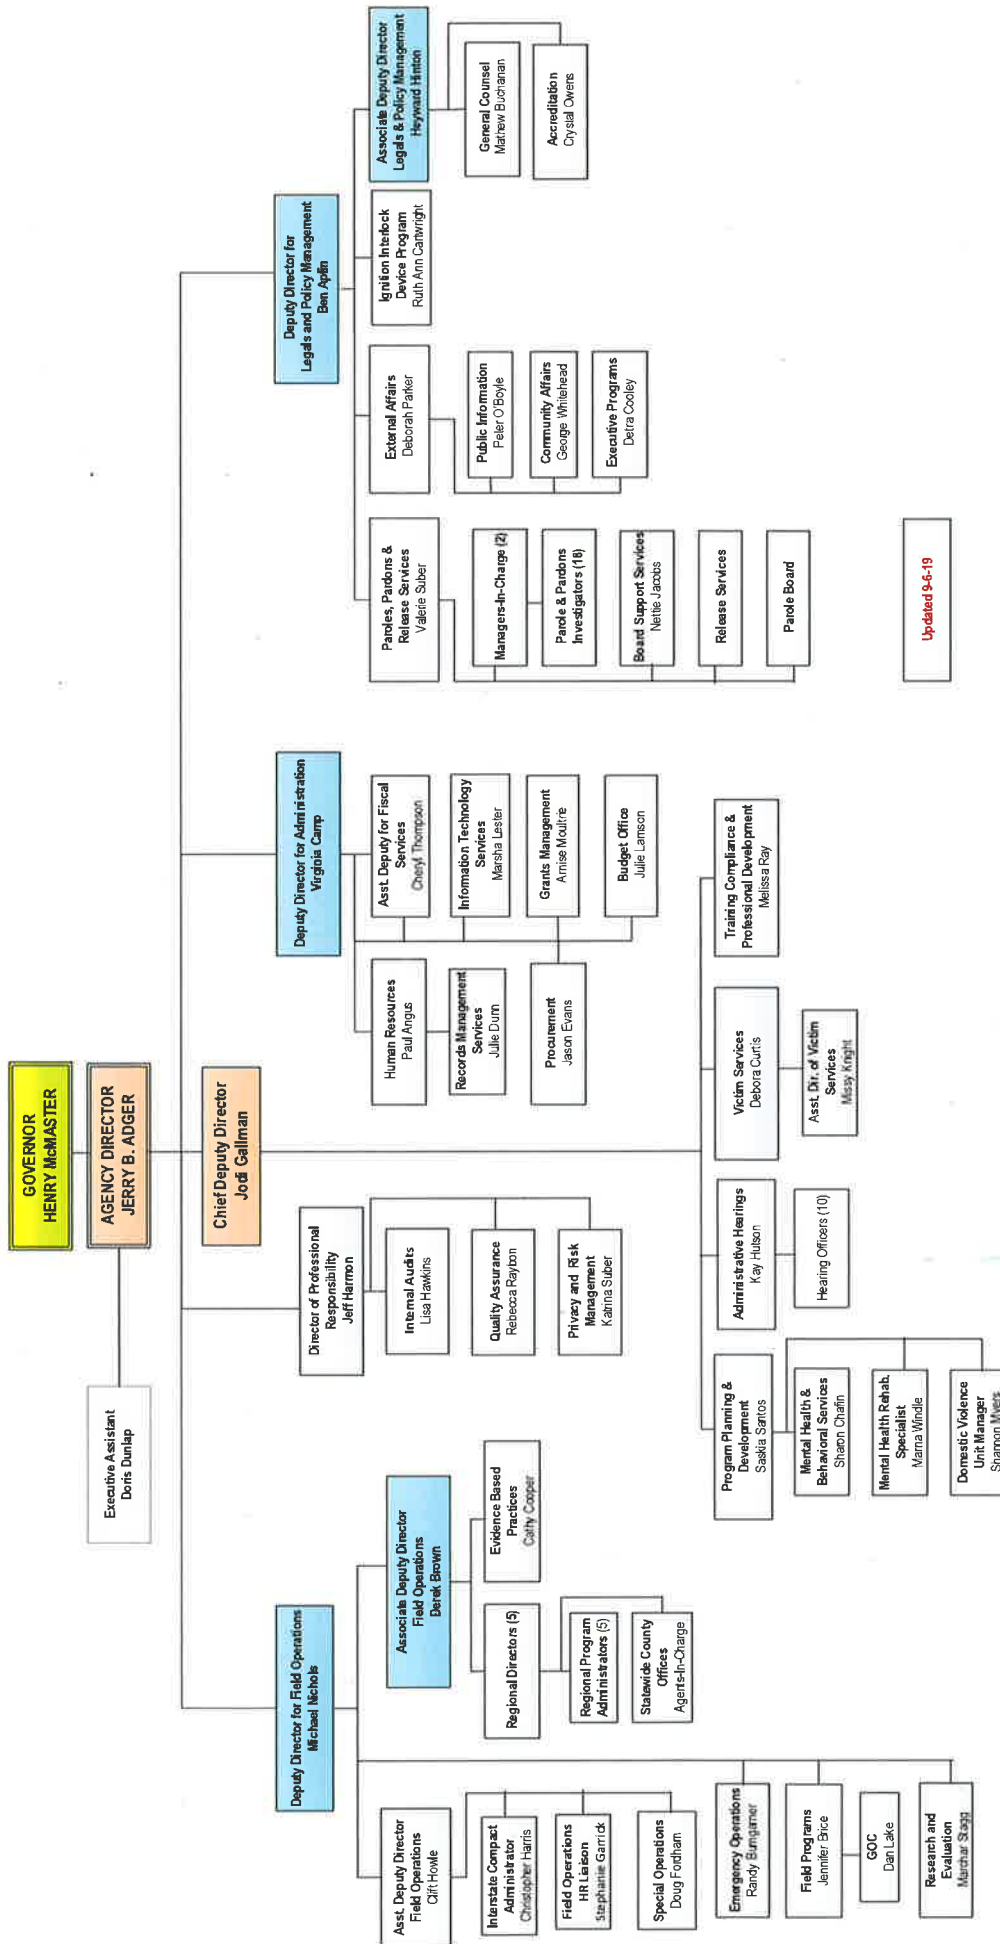 GOVERNOR
HENRY McMASTER
AGENCY DIRECTOR
JERRY B. ADGER
Executive Assistant
Doris Dunlap
Chief Deputy Director
Jodi Gallman
Deputy Director for Field Operations
Michael Nichols
Asst. Deputy Director
Field Operations
Clift Howle
Interstate Compact
Administrator
Christopher Harris
Field Operations
HR Liaison
Stephanie Garrick
Special Operations
Doug Fordham
Emergency Operations
Randy Bumgarner
Field Programs
Jennifer Brice
GOC
Dan Lake
Research and
Evaluation
Stagg
Associate Deputy Director
Field Operations
Derek Brown
Regional Directors (5)
Regional Program
Administrators (5)
Statewide County
Offices
Agents-In-Charge
Evidence Based
Practices
Cathy Cooper
Director of Professional
Responsibility
Jeff Harmon
Internal Audits
Lisa Hawkins
Quality Assurance
Rebecca Raybon
Privacy and Risk
Management
Katrina Suber
Program Planning &
Development
Saskia Santos
Mental Health &
Behavioral Services
Sharon Chafin
Mental Health Rehab.
Specialist
Marna Windle
Domestic Violence
Unit Manager
Shannon Myers
Administrative Hearings
Kay Hutson
Hearing Officers (10)
Victim Services
Debora Curtis
Asst. Dir. of Victim
Services
Missy Knight
Training Compliance &
Professional Development
Melissa Ray
Deputy Director for Administration
Virginia Camp
Human Resources
Paul Angus
Records Management
Services
Julie Dunn
Procurement
Jason Evans
Asst. Deputy for Fiscal
Services
Cheryl Thompson
Information Technology
Services
Marsha Lester
Grants Management
Arnise Moultrie
Budget Office
Julie Lamson
Deputy Director for
Legals and Policy Management
Ben Aplin
Paroles, Pardons &
Release Services
Valerie Suber
Managers-In-Charge (2)
Parole & Pardons
Investigators (18)
Board Support Services
Nettie Jacobs
Release Services
Parole Board
External Affairs
Deborah Parker
Public Information
Peter O'Boyle
Community Affairs
George Whitehead
Executive Programs
Detra Cooley
Ignition Interlock
Device Program
Ruth Ann Cartwright
Associate Deputy Director
Legals & Policy Management
Heyward Hinton
General Counsel
Mathew Buchanan
Accreditation
Crystal Owens
Updated 9-6-19